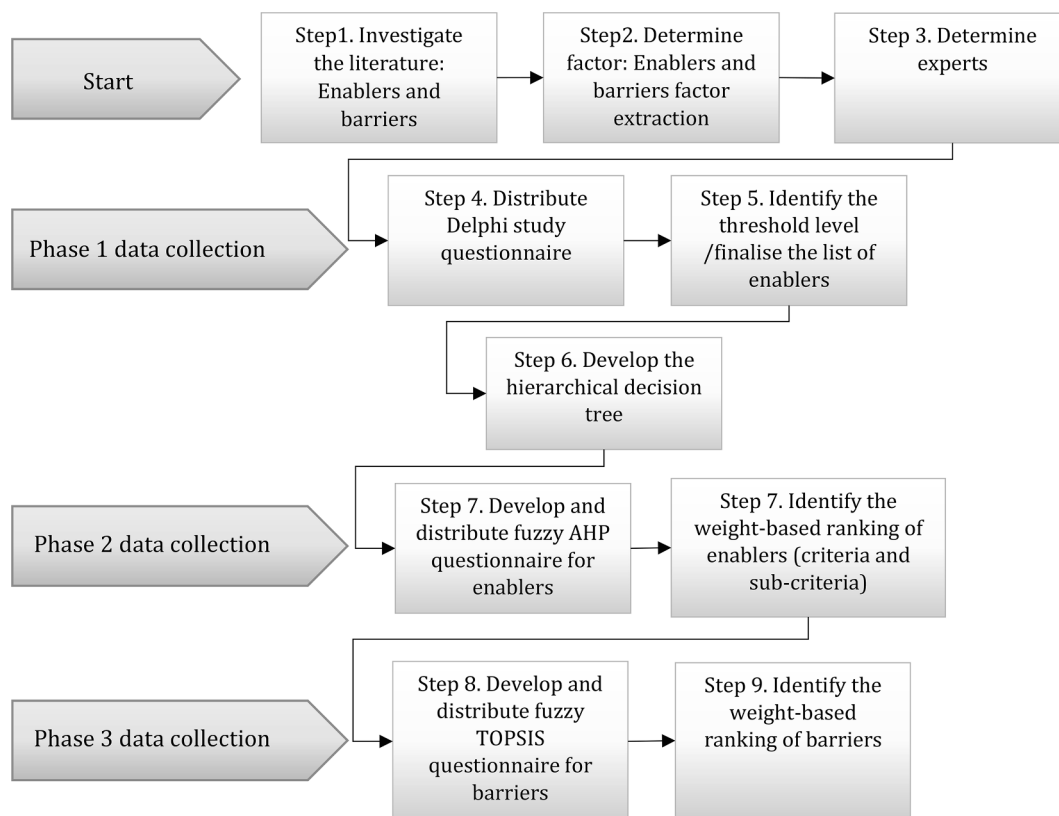 Start
Step1. Investigate
the literature:
Enablers and
barriers
Step2. Determine
factor: Enablers and
barriers factor
extraction
Step 3. Determine
experts
Phase 1 data collection
Step 4. Distribute
Delphi study
questionnaire
Step 5. Identify the
threshold level
/finalise the list of
enablers
Step 6. Develop the
hierarchical decision
tree
Phase 2 data collection
Step 7. Develop and
distribute fuzzy AHP
questionnaire for
enablers
Step 7. Identify the
weight-based ranking of
enablers (criteria and
sub-criteria)
Phase 3 data collection
Step 8. Develop and
distribute fuzzy
TOPSIS
questionnaire for
barriers
Step 9. Identify the
weight-based
ranking of barriers